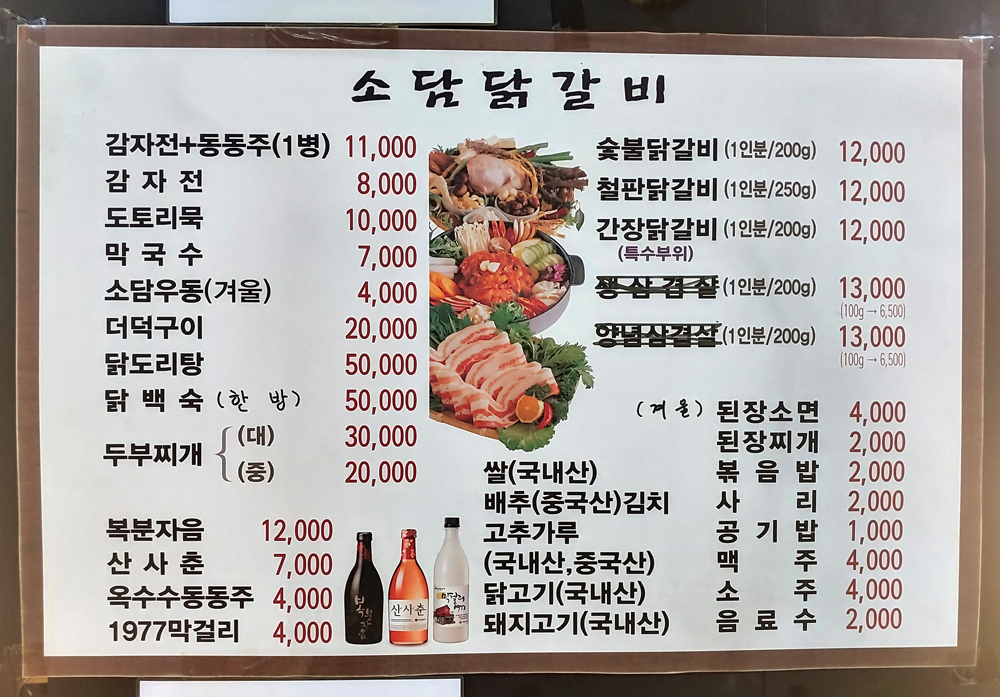 소담닭갈비
감자전+동동주(1병) 11,000
감자전 8,000
도토리묵 10,000
막국수 7,000
소담우동(겨울) 4,000
더덕구이 20,000
닭도리탕 50,000
닭백숙 (한방) 50,000
두부찌개 (대) 30,000
(중) 20,000
복분자음 12,000
산사춘 7,000
옥수수동동주 4,000
1977막걸리 4,000
산사춘
막걸리
1977
숯불닭갈비 (1인분/200g) 12,000
철판닭갈비 (1인분/250g) 12,000
간장닭갈비 (1인분/200g) 12,000
(특수부위)
생삼겹살 (1인분/200g) 13,000
(100g→6,500)
양념삼겹살 (1인분/200g) 13,000
(100g→6,500)
(겨울) 된장소면 4,000
된장찌개 2,000
볶음밥 2,000
사리 2,000
공기밥 1,000
맥주 4,000
소주 4,000
음료수 2,000
쌀(국내산)
배추(중국산)김치
고추가루
(국내산,중국산)
닭고기(국내산)
돼지고기(국내산)